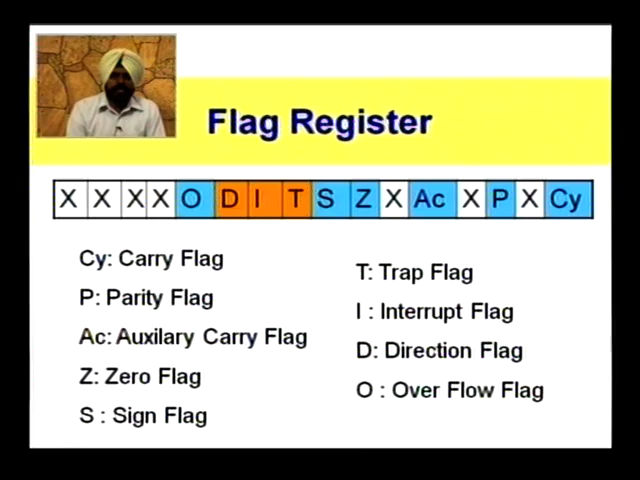 Flag Register
X X X X O D I T S Z X Ac X P X Cy
Cy: Carry Flag
P: Parity Flag
Ac: Auxilary Carry Flag
Z: Zero Flag
S : Sign Flag
T: Trap Flag
I : Interrupt Flag
D: Direction Flag
O : Over Flow Flag